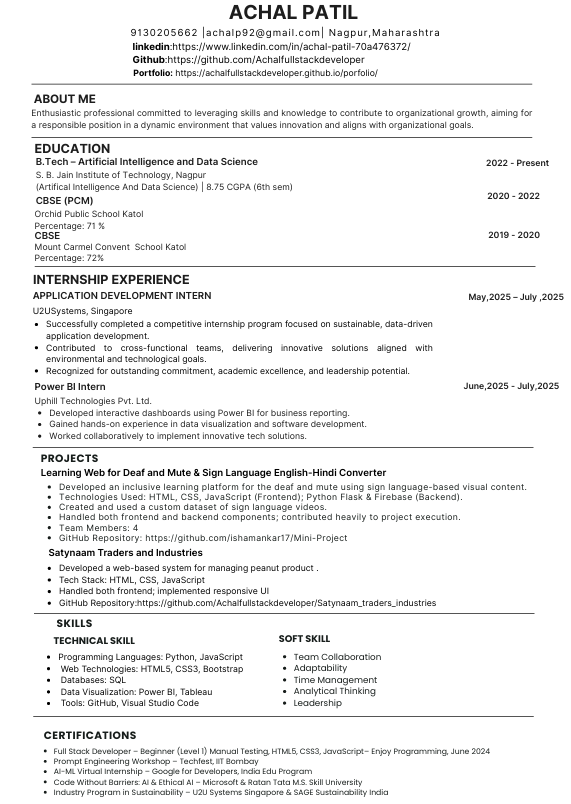 ACHAL PATIL
9130205662 |achalp92@gmail.com| Nagpur,Maharashtra
linkedin:https://www.linkedin.com/in/achal-patil-70a476372/
Github:https://github.com/Achalfullstackdeveloper
Portfolio: https://achalfullstackdeveloper.github.io/porfolio/
ABOUT ME
Enthusiastic professional committed to leveraging skills and knowledge to contribute to organizational growth, aiming for
a responsible position in a dynamic environment that values innovation and aligns with organizational goals.
EDUCATION
B.Tech – Artificial Intelligence and Data Science 2022 - Present
S. B. Jain Institute of Technology, Nagpur
(Artifical Intelligence And Data Science) | 8.75 CGPA (6th sem)
CBSE (PCM) 2020 - 2022
Orchid Public School Katol
Percentage: 71 %
CBSE 2019 - 2020
Mount Carmel Convent School Katol
Percentage: 72%
INTERNSHIP EXPERIENCE
APPLICATION DEVELOPMENT INTERN May,2025 – July ,2025
U2USystems, Singapore
• Successfully completed a competitive internship program focused on sustainable, data-driven
application development.
• Contributed to cross-functional teams, delivering innovative solutions aligned with
environmental and technological goals.
• Recognized for outstanding commitment, academic excellence, and leadership potential.
Power BI Intern June,2025 - July,2025
Uphill Technologies Pvt. Ltd.
• Developed interactive dashboards using Power BI for business reporting.
• Gained hands-on experience in data visualization and software development.
• Worked collaboratively to implement innovative tech solutions.
PROJECTS
Learning Web for Deaf and Mute & Sign Language English-Hindi Converter
• Developed an inclusive learning platform for the deaf and mute using sign language-based visual content.
• Technologies Used: HTML, CSS, JavaScript (Frontend); Python Flask & Firebase (Backend).
• Created and used a custom dataset of sign language videos.
• Handled both frontend and backend components; contributed heavily to project execution.
• Team Members: 4
• GitHub Repository: https://github.com/ishamankar17/Mini-Project
Satynaam Traders and Industries
• Developed a web-based system for managing peanut product .
• Tech Stack: HTML, CSS, JavaScript
• Handled both frontend; implemented responsive UI
• GitHub Repository:https://github.com/Achalfullstackdeveloper/Satynaam_traders_industries
SKILLS
TECHNICAL SKILL
• Programming Languages: Python, JavaScript
• Web Technologies: HTML5, CSS3, Bootstrap
• Databases: SQL
• Data Visualization: Power BI, Tableau
• Tools: GitHub, Visual Studio Code
SOFT SKILL
• Team Collaboration
• Adaptability
• Time Management
• Analytical Thinking
• Leadership
CERTIFICATIONS
• Full Stack Developer – Beginner (Level 1) Manual Testing, HTML5, CSS3, JavaScript– Enjoy Programming, June 2024
• Prompt Engineering Workshop – Techfest, IIT Bombay
• AI-ML Virtual Internship – Google for Developers, India Edu Program
• Code Without Barriers: AI & Ethical AI – Microsoft & Ratan Tata M.S. Skill University
• Industry Program in Sustainability – U2U Systems Singapore & SAGE Sustainability India